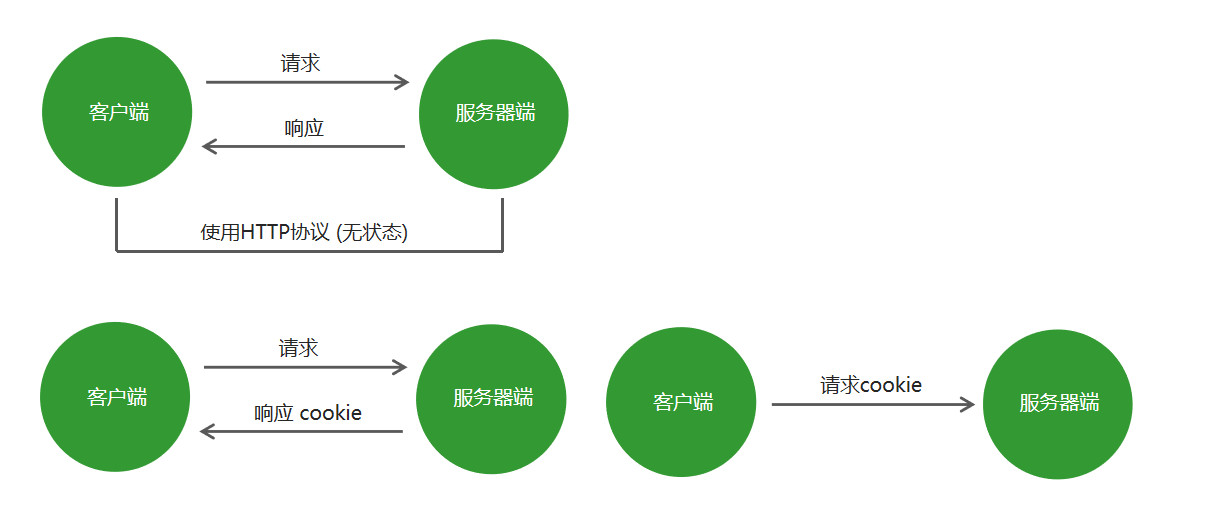 请求
客户端
服务器端
响应
使用HTTP协议 (无状态)
请求
客户端
服务器端
响应 cookie
请求cookie
客户端
服务器端